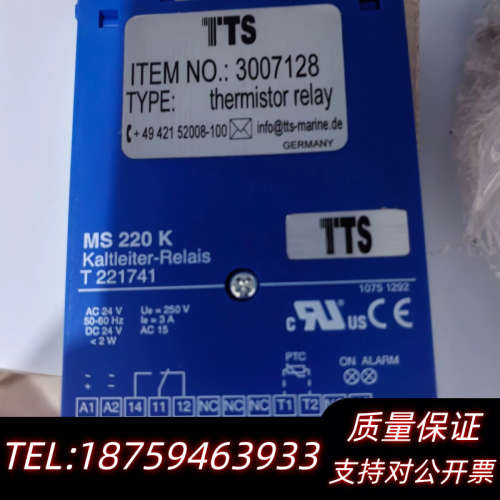 TTS
ITEM NO.: 3007128
TYPE: thermistor relay
+ 49 421 52008-100 info@tts-marine.de
GERMANY
TTS
MS 220 K
Kaltleiter-Relais
T 221741
1075 1292
AC 24 V
50-60 Hz
DC 24 V
< 2 W
Ue = 250 V
Ie = 3 A
AC 15
c UR US CE
PTC
ON ALARM
A1 A2 14 11 12 NC NC NC T1 T2
TEL:18759463933
质量保证
支持对公开票